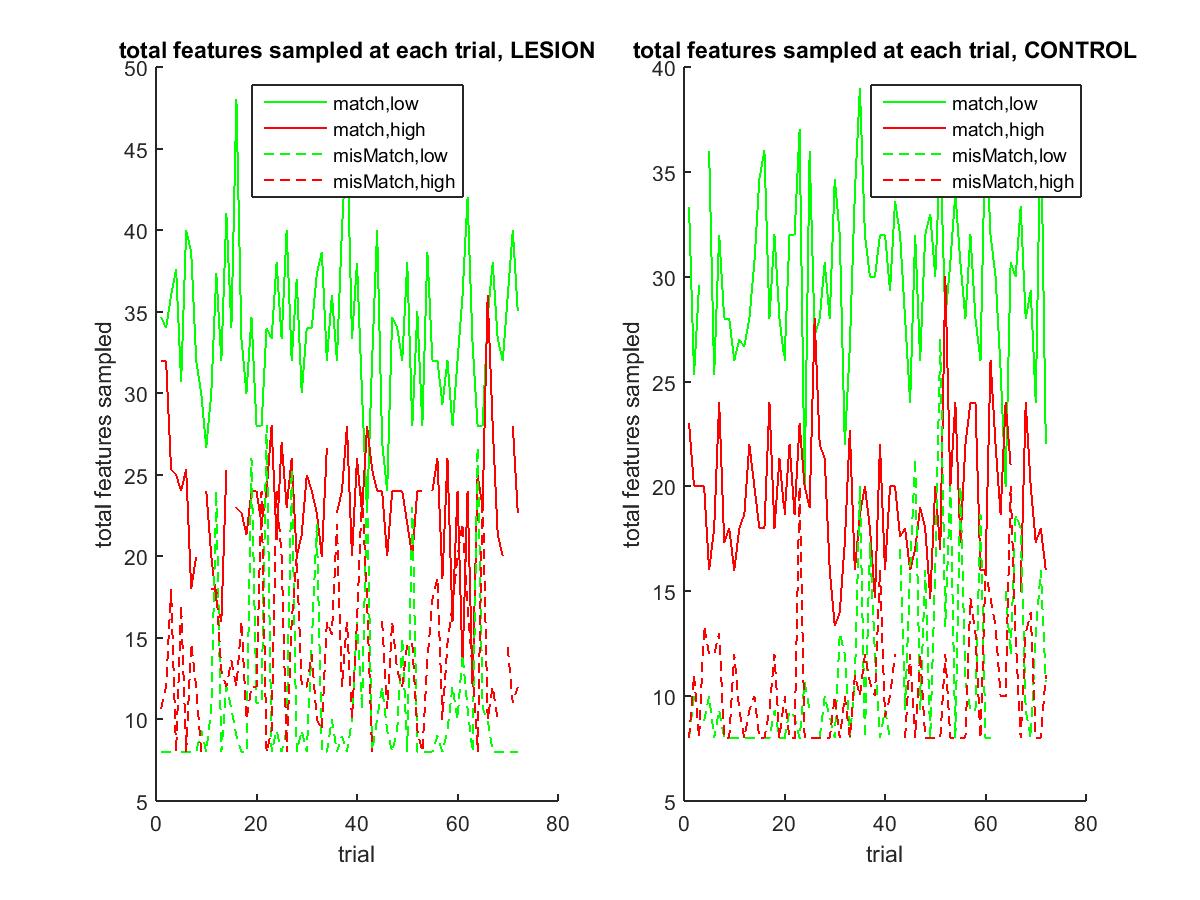 total features sampled at each trial, LESION
50
45
40
35
30
25
20
15
10
5
0
20
40
60
80
total features sampled
trial
match,low
match,high
misMatch,low
misMatch,high
total features sampled at each trial, CONTROL
40
35
30
25
20
15
10
5
0
20
40
60
80
total features sampled
trial
match,low
match,high
misMatch,low
misMatch,high